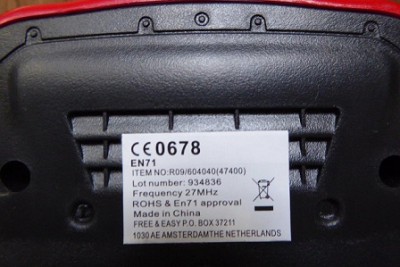 CE0678
EN71
ITEM NO:R09/604040(47400)
Lot number: 934836
Frequency 27MHz
ROHS & En71 approval
Made in China
FREE & EASY P.O. BOX 37211
1030 AE AMSTERDAMTHE NETHERLANDS